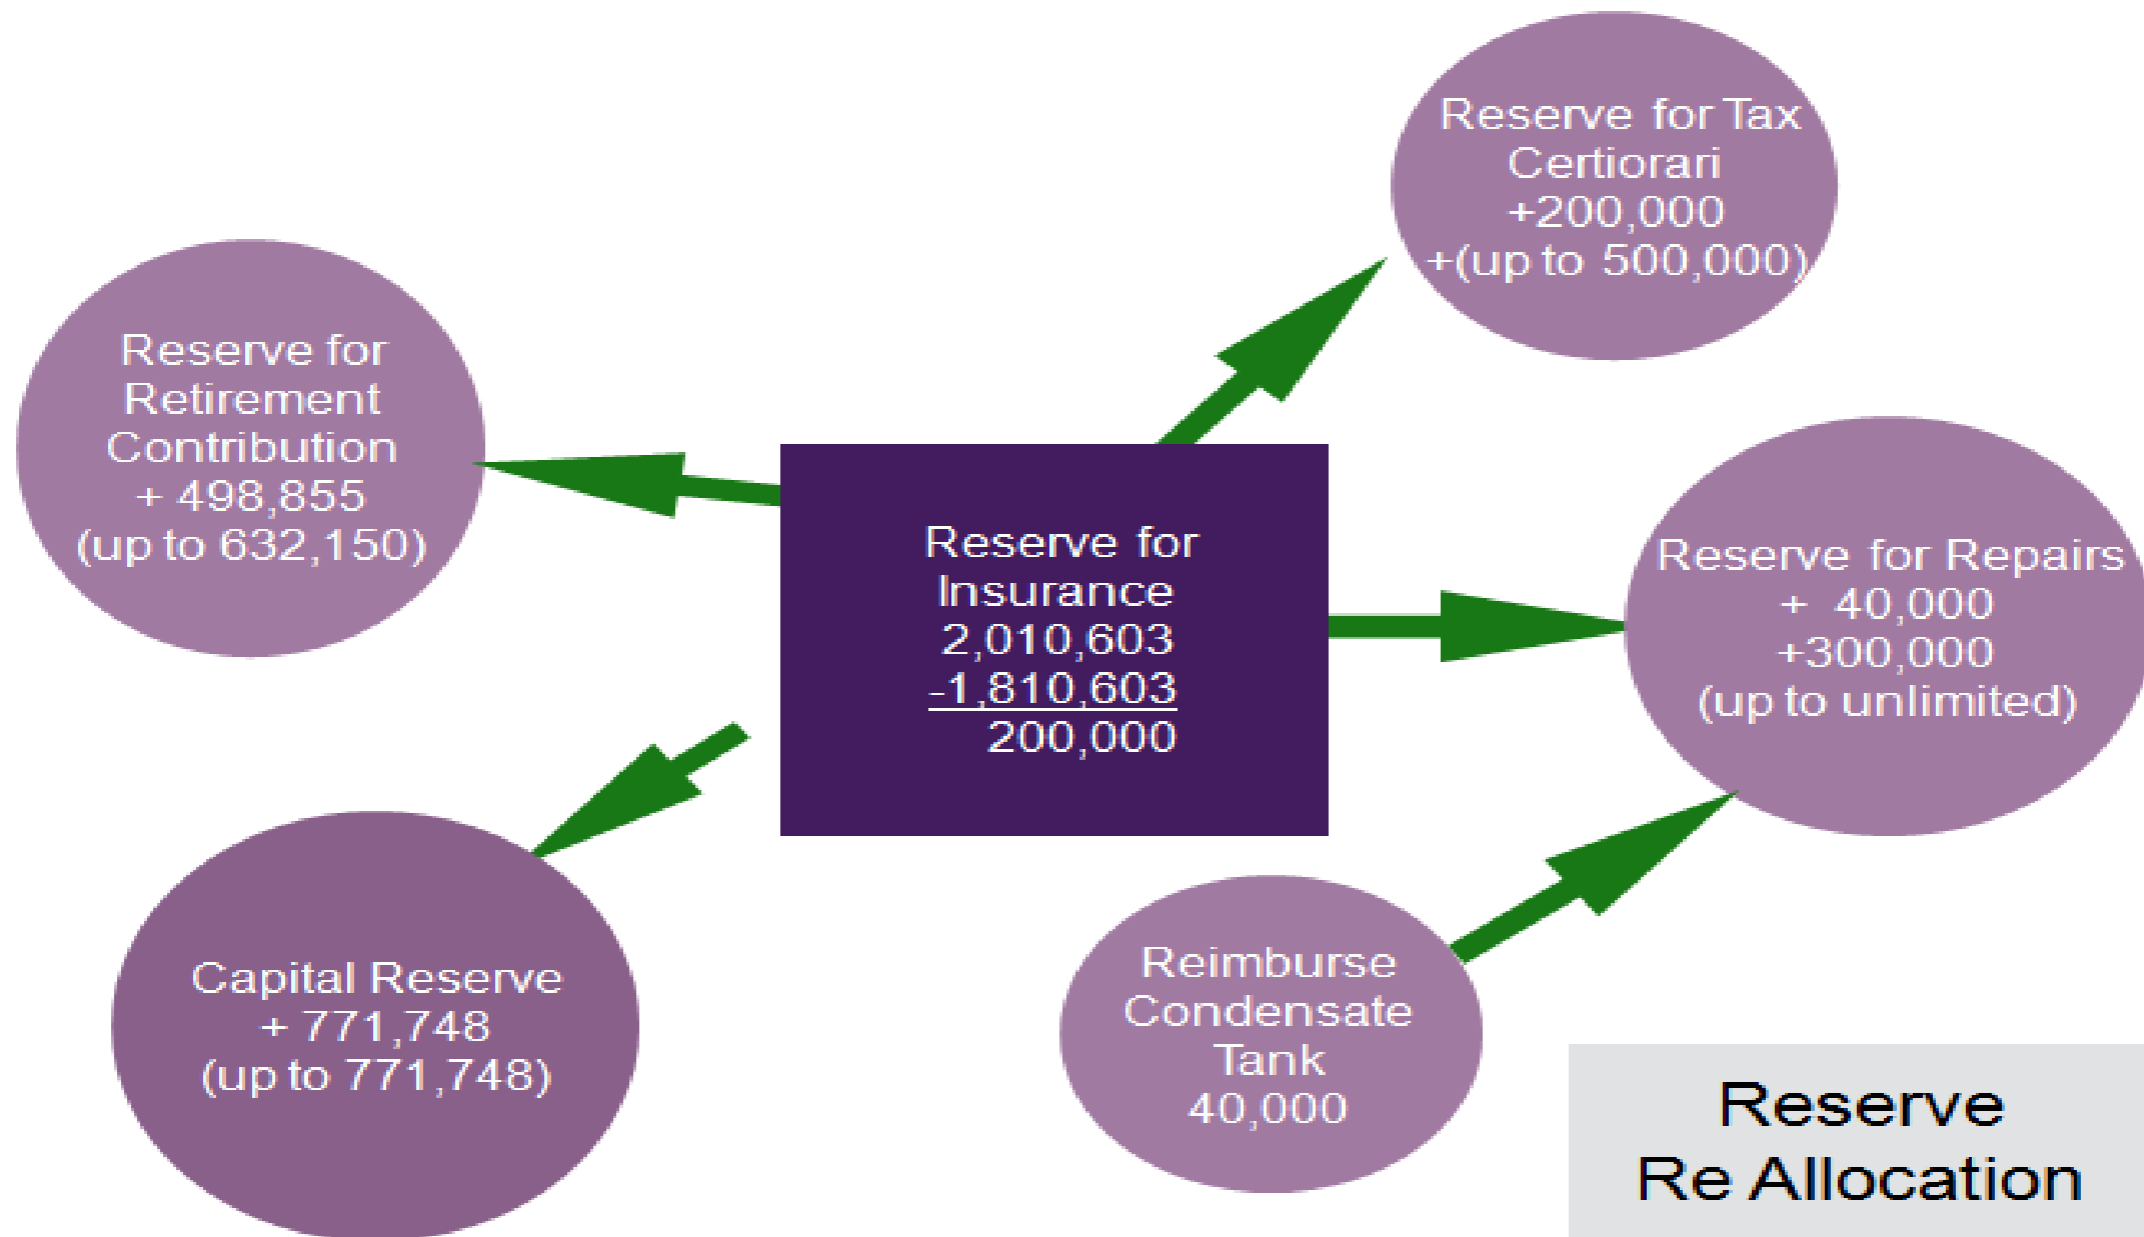 Reserve for Tax
Certiorari
+200,000
+(up to 500,000)
Reserve for
Retirement
Contribution
+ 498,855
(up to 632,150)
Reserve for
Insurance
2,010,603
-1,810,603
200,000
Reserve for Repairs
+ 40,000
+300,000
(up to unlimited)
Capital Reserve
+ 771,748
(up to 771,748)
Reimburse
Condensate
Tank
40,000
Reserve
Re Allocation